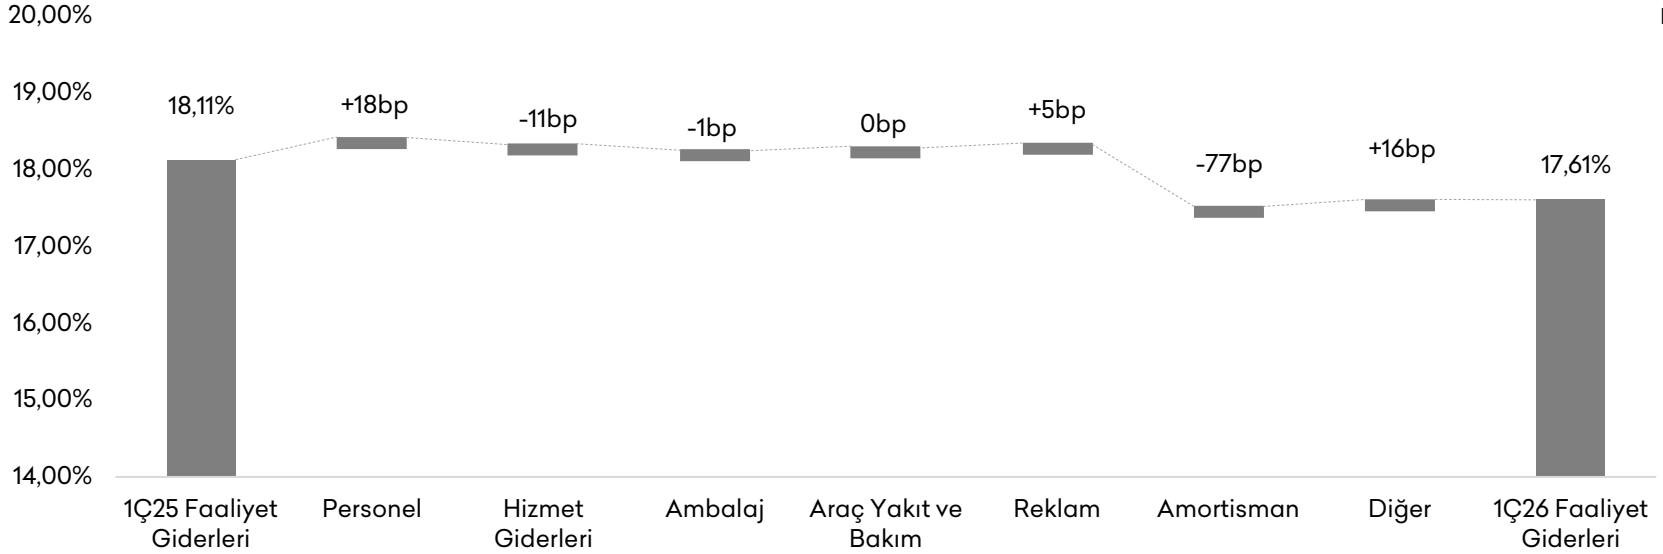 20,00%
19,00%
18,00%
17,00%
16,00%
15,00%
14,00%
18,11%
+18bp
-11bp
-1bp
0bp
+5bp
-77bp
+16bp
17,61%
1Ç25 Faaliyet
Giderleri
Personel
Hizmet
Giderleri
Ambalaj
Araç Yakıt ve
Bakım
Reklam
Amortisman
Diğer
1Ç26 Faaliyet
Giderleri